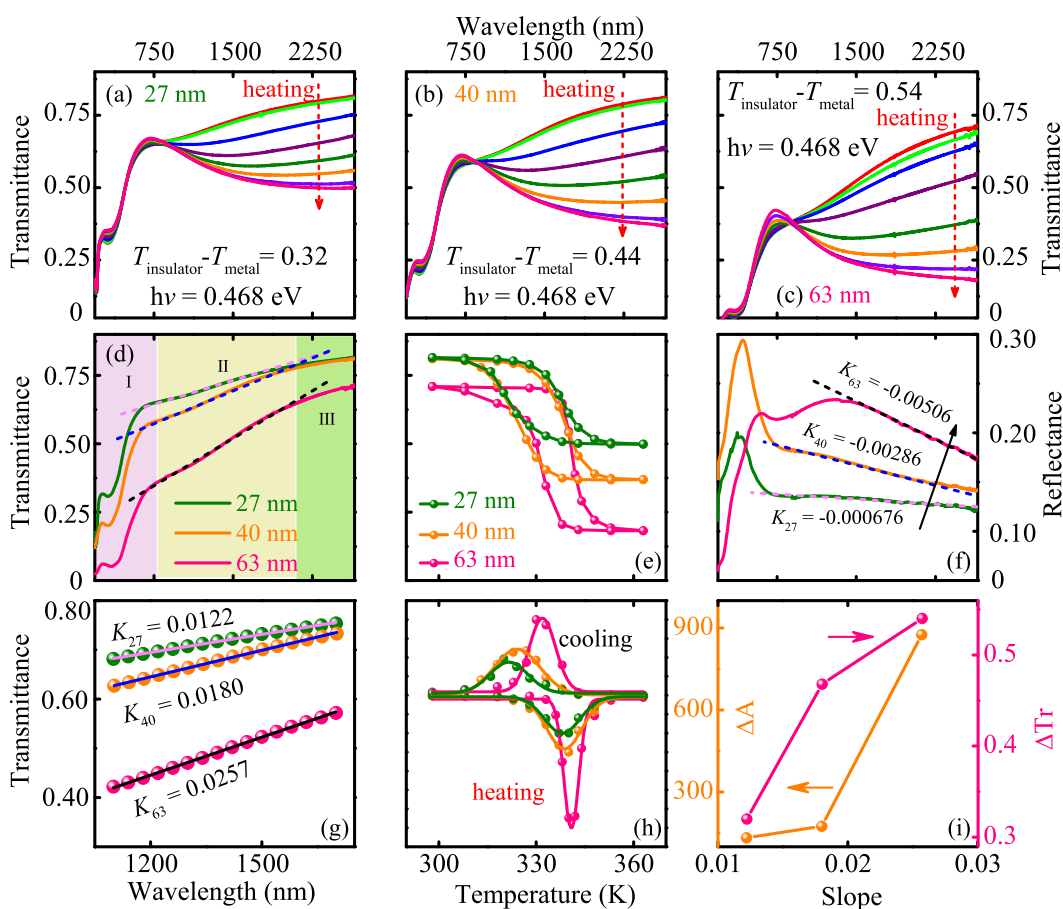 Wavelength (nm)
750 1500 2250 750 1500 2250 750 1500 2250
Transmittance
0.75
0.50
0.25
0
(a) 27 nm
heating
T_insulator-T_metal = 0.32
hν = 0.468 eV
(b) 40 nm
heating
T_insulator-T_metal = 0.44
hν = 0.468 eV
T_insulator-T_metal = 0.54
heating
hν = 0.468 eV
(c) 63 nm
0.75
0.50
0.25
0
Transmittance
Transmittance
0.75
0.50
0.25
0
(d)
I
II
III
27 nm
40 nm
63 nm
27 nm
40 nm
63 nm
(e)
K_63 = -0.00506
K_40 = -0.00286
K_27 = -0.000676
(f)
0.30
0.20
0.10
0
Reflectance
Transmittance
0.80
0.60
0.40
K_27 = 0.0122
K_40 = 0.0180
K_63 = 0.0257
(g)
1200 1500
Wavelength (nm)
cooling
heating
(h)
300 330 360
Temperature (K)
ΔA
900
600
300
(i)
0.5
0.4
0.3
ΔTr
0.01 0.02 0.03
Slope